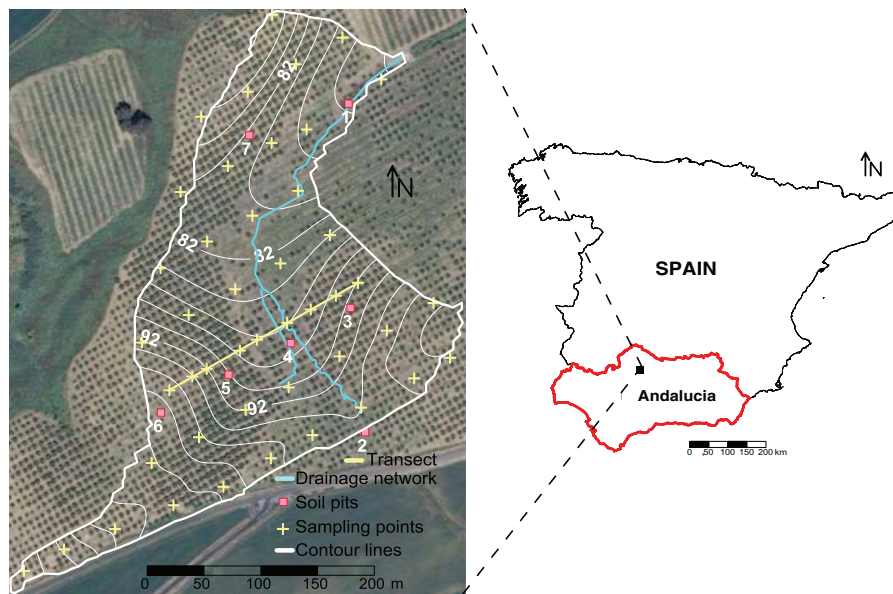 82
1
7
N
82
82
3
92
4
5
92
6
2
Transect
Drainage network
Soil pits
Sampling points
Contour lines
0 50 100 150 200 m
N
SPAIN
Andalucia
0 50 100 150 200 km